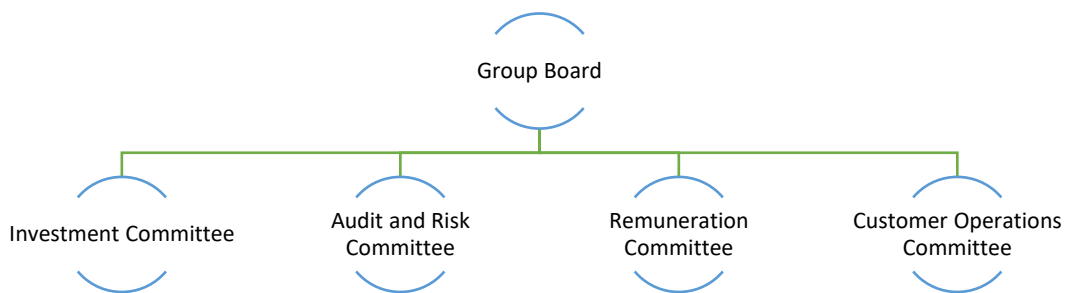 Group Board
Investment Committee
Audit and Risk
Committee
Remuneration
Committee
Customer Operations
Committee